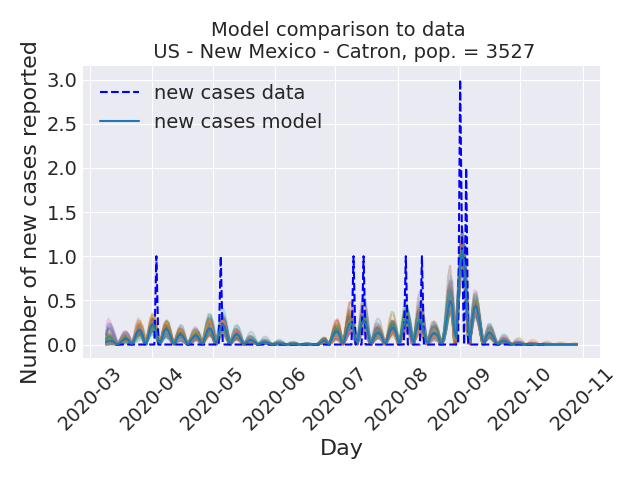 Model comparison to data
US - New Mexico - Catron, pop. = 3527
Number of new cases reported
3.0
2.5
2.0
1.5
1.0
0.5
0.0
new cases data
new cases model
2020-03
2020-04
2020-05
2020-06
2020-07
2020-08
2020-09
2020-10
2020-11
Day